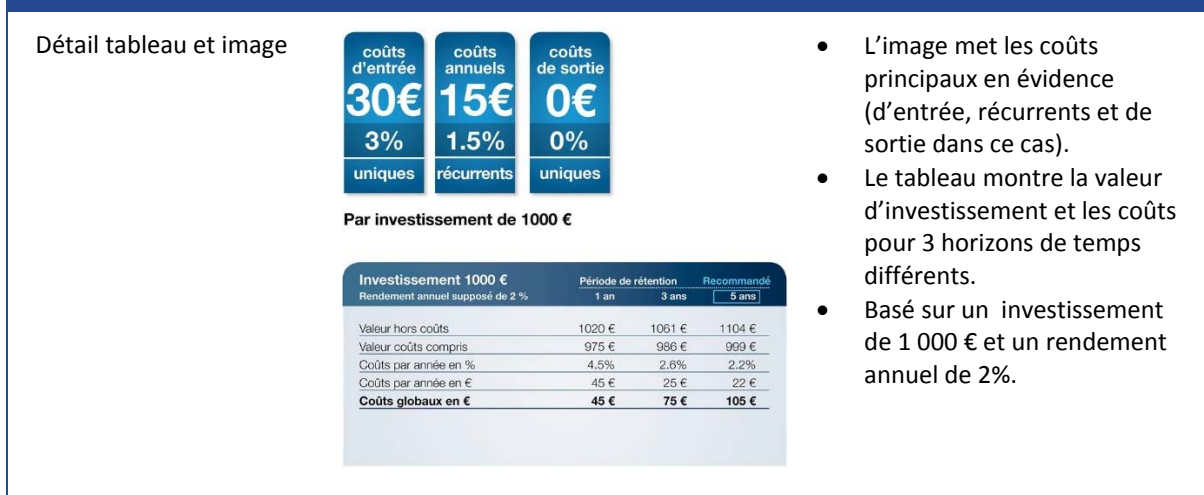 Détail tableau et image
coûts d'entrée
30€
3%
uniques
coûts annuels
15€
1.5%
récurrents
coûts de sortie
0€
0%
uniques
Par investissement de 1000 €
Investissement 1000 € Période de rétention Recommandé
Rendement annuel supposé de 2 % 1 an 3 ans 5 ans
Valeur hors coûts 1020 € 1061 € 1104 €
Valeur coûts compris 975 € 986 € 999 €
Coûts par année en % 4.5% 2.6% 2.2%
Coûts par année en € 45 € 25 € 22 €
Coûts globaux en € 45 € 75 € 105 €
• L'image met les coûts
principaux en évidence
(d'entrée, récurrents et de
sortie dans ce cas).
• Le tableau montre la valeur
d'investissement et les coûts
pour 3 horizons de temps
différents.
• Basé sur un investissement
de 1 000 € et un rendement
annuel de 2%.